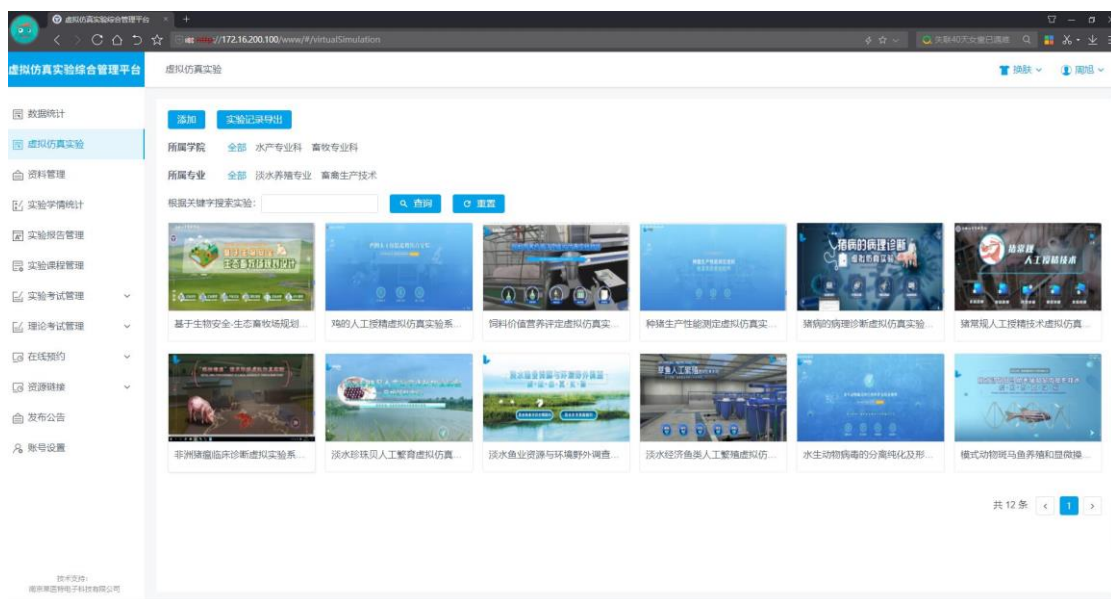 虚拟仿真实验综合管理平台
172.16.200.100/www/#/virtualSimulation
虚拟仿真实验综合管理平台
虚拟仿真实验
换肤
周旭
数据统计
虚拟仿真实验
资料管理
实验学情统计
实验报告管理
实验课程管理
实验考试管理
理论考试管理
在线预约
资源链接
发布公告
账号设置
添加 实验记录导出
所属学院 全部 水产专业科 畜牧专业科
所属专业 全部 淡水养殖专业 畜禽生产技术
根据关键字搜索实验: 查询 重置
猪病的病理诊断
虚拟仿真实验
猪常规
人工授精技术
基于生物安全-生态畜牧场规划...
鸡的人工授精虚拟仿真实验系...
饲料价值营养评定虚拟仿真实...
种猪生产性能测定虚拟仿真实...
猪病的病理诊断虚拟仿真实验...
猪常规人工授精技术虚拟仿真...
草鱼人工繁殖
非洲猪瘟临床诊断虚拟实验系...
淡水珍珠贝人工繁育虚拟仿真...
淡水鱼业资源与环境野外调查...
淡水经济鱼类人工繁殖虚拟仿...
水生动物病毒的分离纯化及形...
模式动物斑马鱼养殖和显微操...
共 12 条 < 1 >
技术支持: